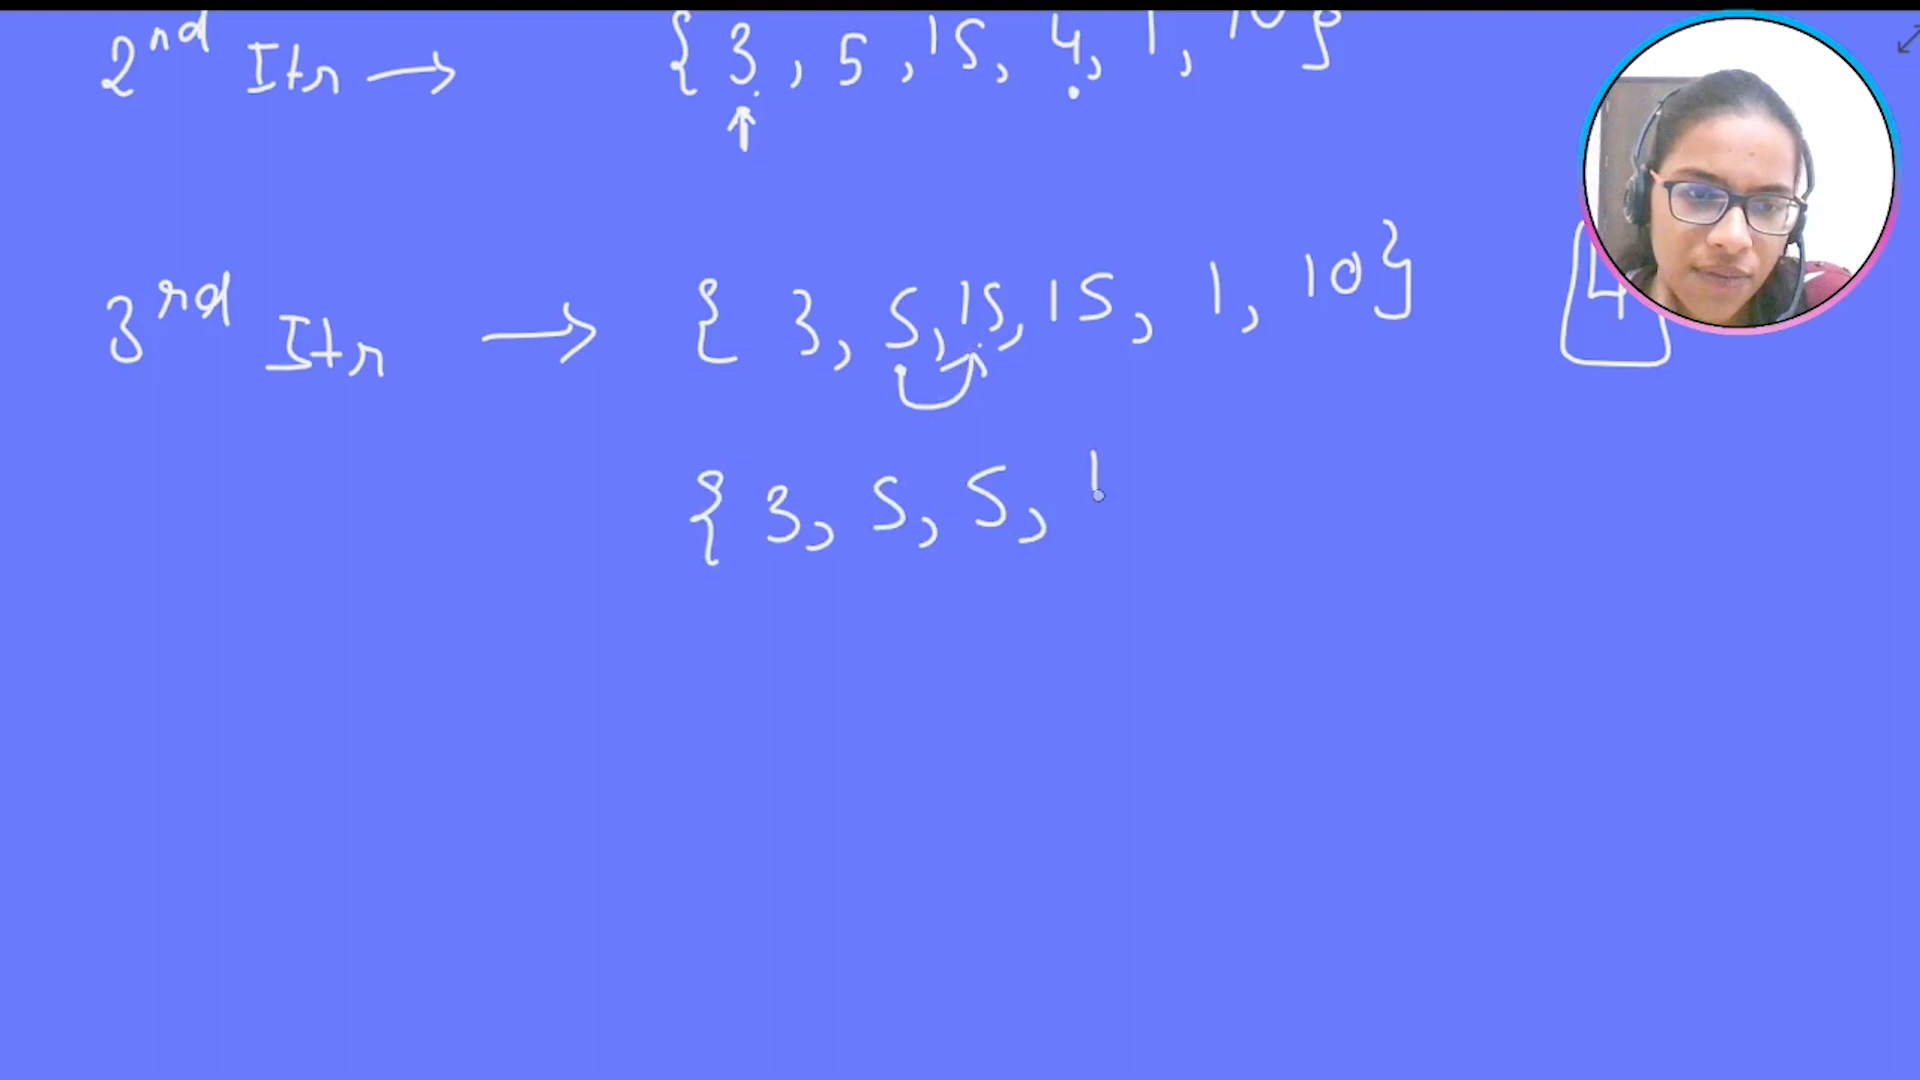 2nd Itr → { 3, 5, 15, 4, 1, 10 }
3rd Itr → { 3, 5, 15, 15, 1, 10 } 4
{ 3, 5, 5, 1